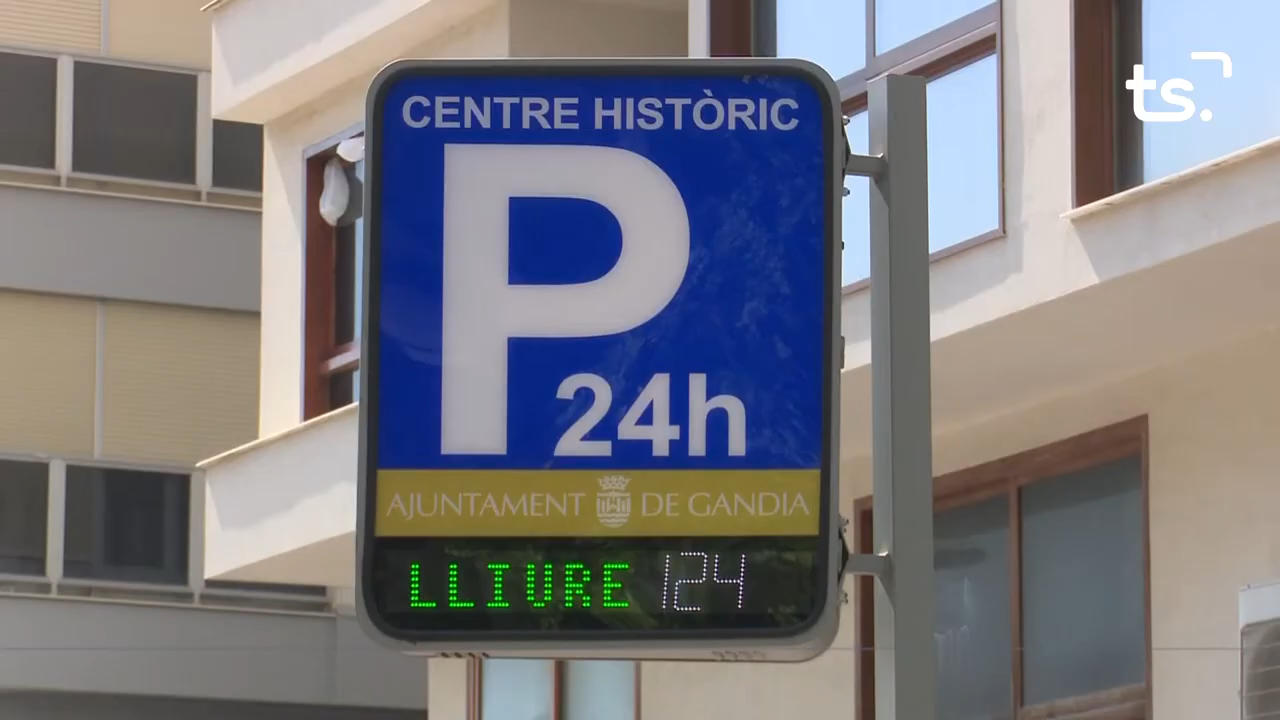 ts.
CENTRE HISTÒRIC
P
24h
AJUNTAMENT DE GANDIA
LLIURE 124